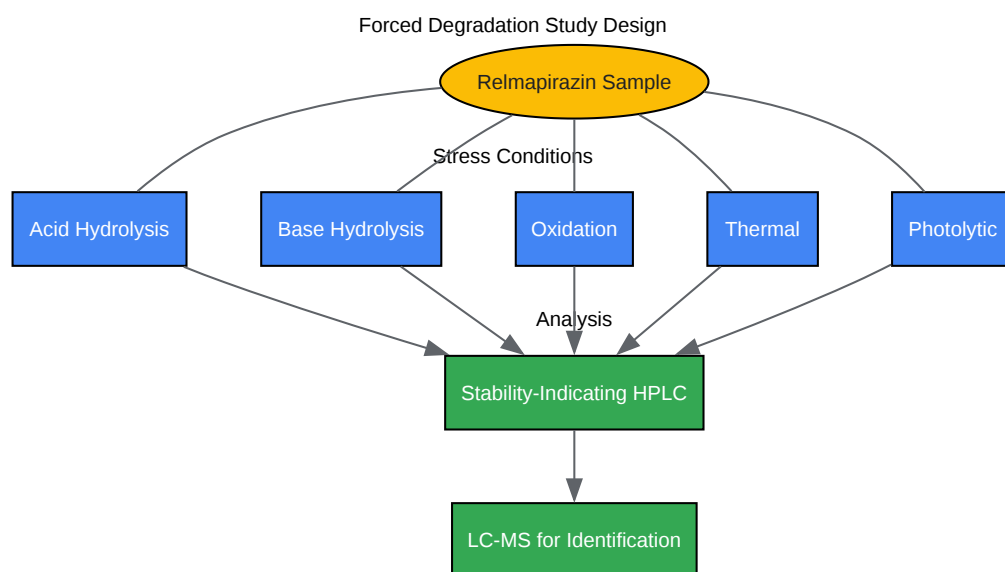 Forced Degradation Study Design
Relmapirazin Sample
Stress Conditions
Acid Hydrolysis
Base Hydrolysis
Oxidation
Thermal
Photolytic
Analysis
Stability-Indicating HPLC
LC-MS for Identification